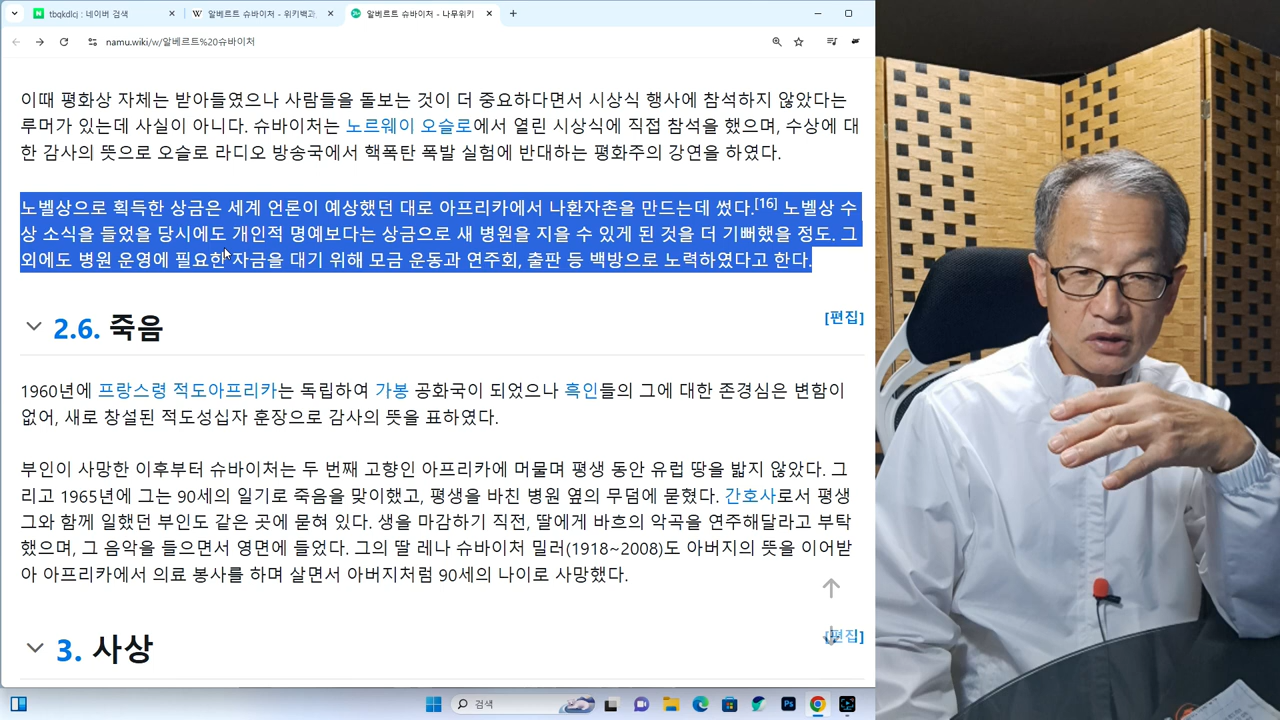 tbqkdlcj : 네이버 검색
알베르트 슈바이처 - 위키백과
알베르트 슈바이처 - 나무위키
namu.wiki/w/알베르트%20슈바이처
이때 평화상 자체는 받아들였으나 사람들을 돌보는 것이 더 중요하다면서 시상식 행사에 참석하지 않았다는
루머가 있는데 사실이 아니다. 슈바이처는 노르웨이 오슬로에서 열린 시상식에 직접 참석을 했으며, 수상에 대
한 감사의 뜻으로 오슬로 라디오 방송국에서 핵폭탄 폭발 실험에 반대하는 평화주의 강연을 하였다.
노벨상으로 획득한 상금은 세계 언론이 예상했던 대로 아프리카에서 나환자촌을 만드는데 썼다.[16] 노벨상 수
상 소식을 들었을 당시에도 개인적 명예보다는 상금으로 새 병원을 지을 수 있게 된 것을 더 기뻐했을 정도. 그
외에도 병원 운영에 필요한 자금을 대기 위해 모금 운동과 연주회, 출판 등 백방으로 노력하였다고 한다.
2.6. 죽음
[편집]
1960년에 프랑스령 적도아프리카는 독립하여 가봉 공화국이 되었으나 흑인들의 그에 대한 존경심은 변함이
없어, 새로 창설된 적도성십자 훈장으로 감사의 뜻을 표하였다.
부인이 사망한 이후부터 슈바이처는 두 번째 고향인 아프리카에 머물며 평생 동안 유럽 땅을 밟지 않았다. 그
리고 1965년에 그는 90세의 일기로 죽음을 맞이했고, 평생을 바친 병원 옆의 무덤에 묻혔다. 간호사로서 평생
그와 함께 일했던 부인도 같은 곳에 묻혀 있다. 생을 마감하기 직전, 딸에게 바흐의 악곡을 연주해달라고 부탁
했으며, 그 음악을 들으면서 영면에 들었다. 그의 딸 레나 슈바이처 밀러(1918~2008)도 아버지의 뜻을 이어받
아 아프리카에서 의료 봉사를 하며 살면서 아버지처럼 90세의 나이로 사망했다.
3. 사상
[편집]
검색
Ps